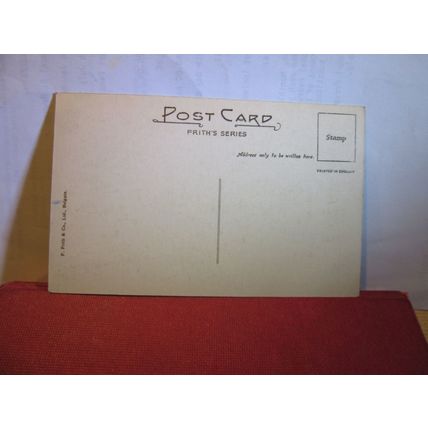 POST CARD
FRITH'S SERIES
Stamp
Address only to be written here.
PRINTED IN ENGLAND
F. Frith & Co., Ltd., Reigate.